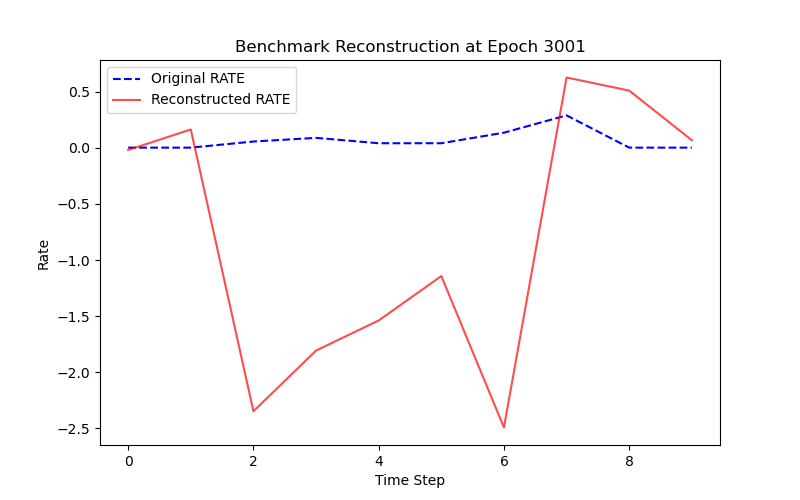 Benchmark Reconstruction at Epoch 3001
Original RATE
Reconstructed RATE
0.5
0.0
−0.5
−1.0
−1.5
−2.0
−2.5
Rate
0 2 4 6 8
Time Step